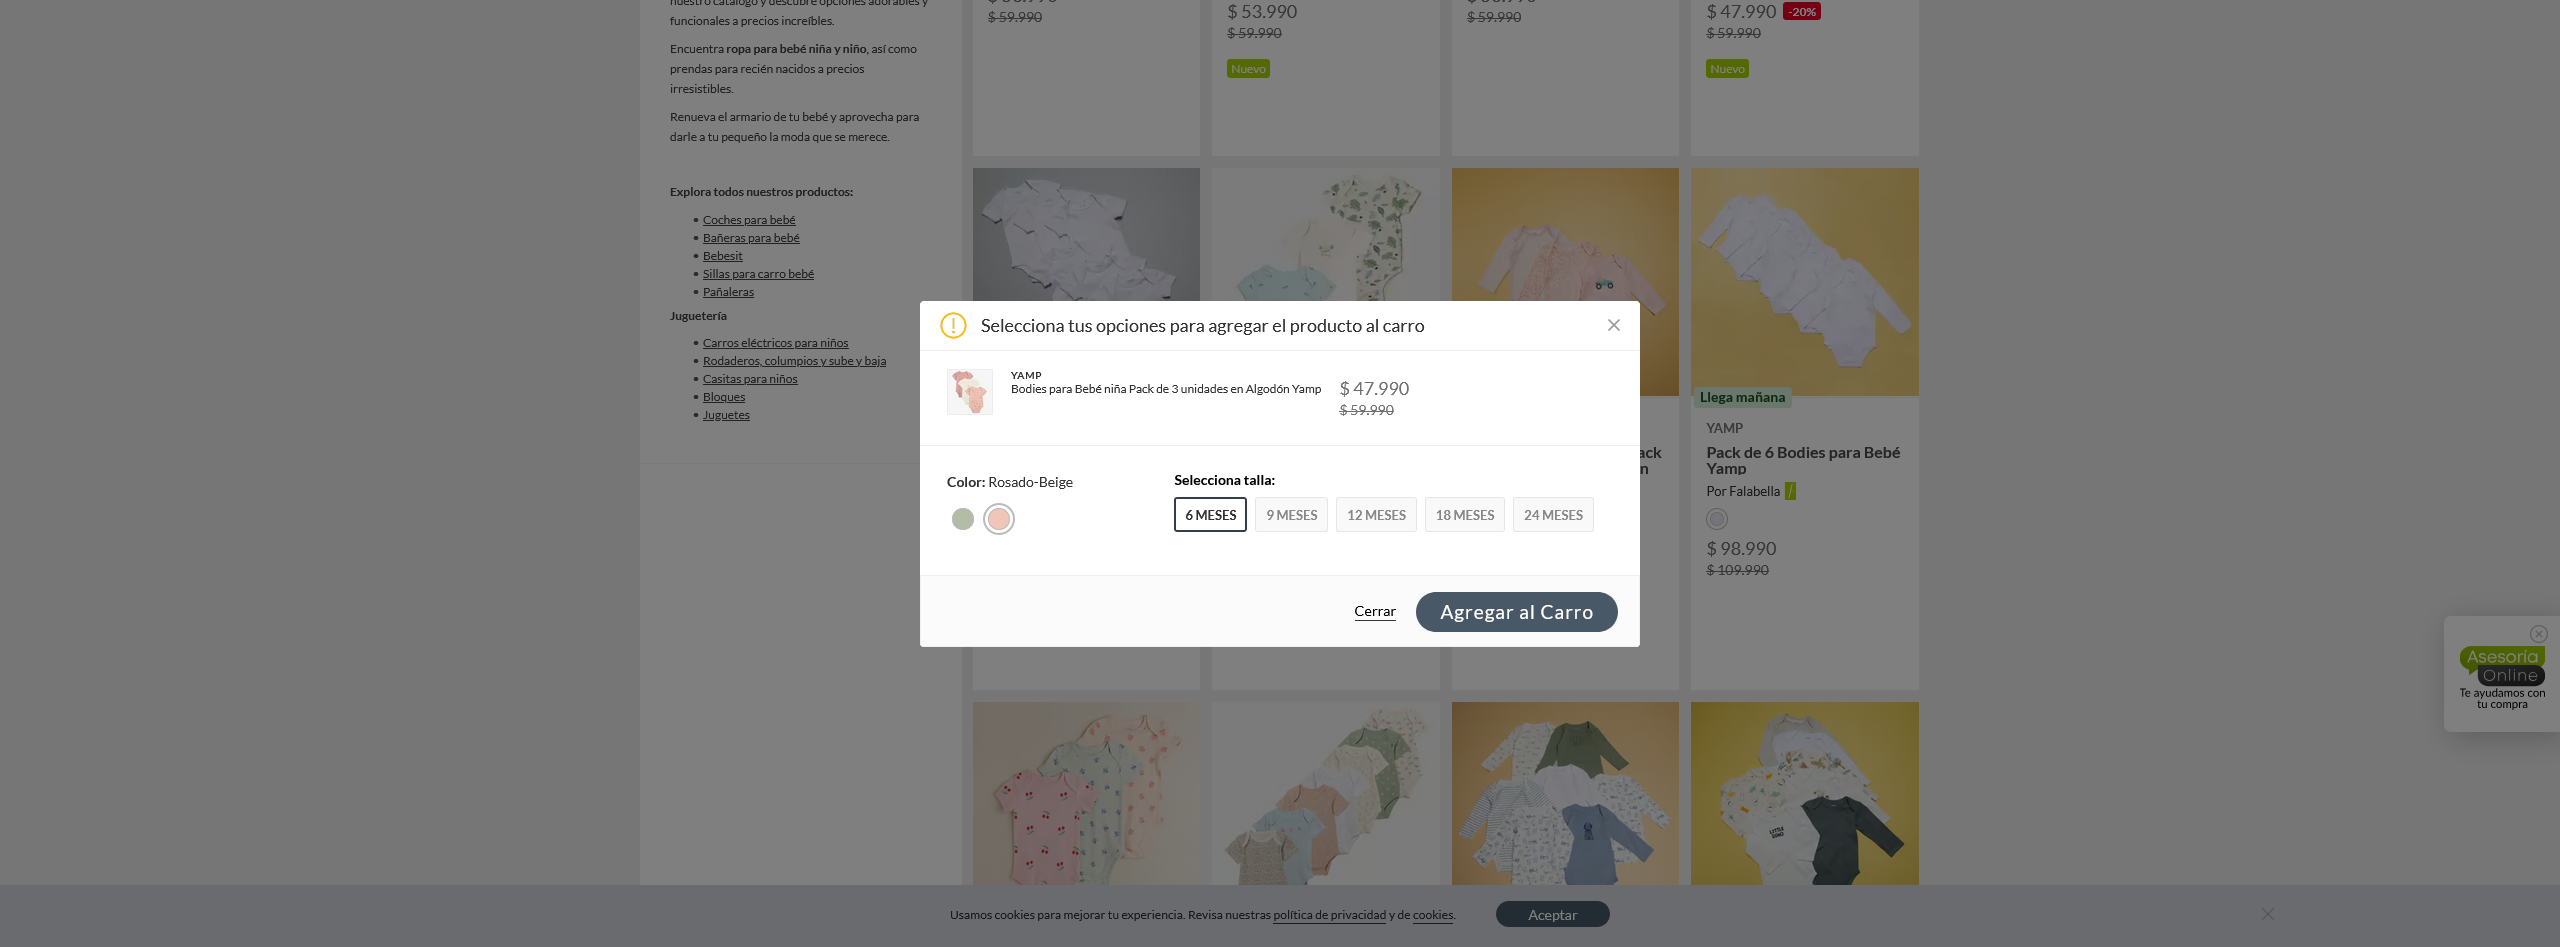 funcionales a precios increíbles.
Encuentra ropa para bebé niña y niño, así como
prendas para recién nacidos a precios
irresistibles.
Renueva el armario de tu bebé y aprovecha para
darle a tu pequeño la moda que se merece.
Explora todos nuestros productos:
Coches para bebé
Bañeras para bebé
Bebesit
Sillas para carro bebé
Pañaleras
Juguetería
Carros eléctricos para niños
Rodaderos, columpios y sube y baja
Casitas para niños
Bloques
Juguetes
$ 59.990
$ 53.990
$ 59.990
Nuevo
$ 59.990
$ 47.990 -20%
$ 59.990
Nuevo
Selecciona tus opciones para agregar el producto al carro
YAMP
Bodies para Bebé niña Pack de 3 unidades en Algodón Yamp
$ 47.990
$ 59.990
Color: Rosado-Beige
Selecciona talla:
6 MESES
9 MESES
12 MESES
18 MESES
24 MESES
Cerrar
Agregar al Carro
Llega mañana
YAMP
Pack de 6 Bodies para Bebé
Yamp
Por Falabella
$ 98.990
$ 109.990
Asesoría
Online
Te ayudamos con
tu compra
Usamos cookies para mejorar tu experiencia. Revisa nuestras política de privacidad y de cookies.
Aceptar